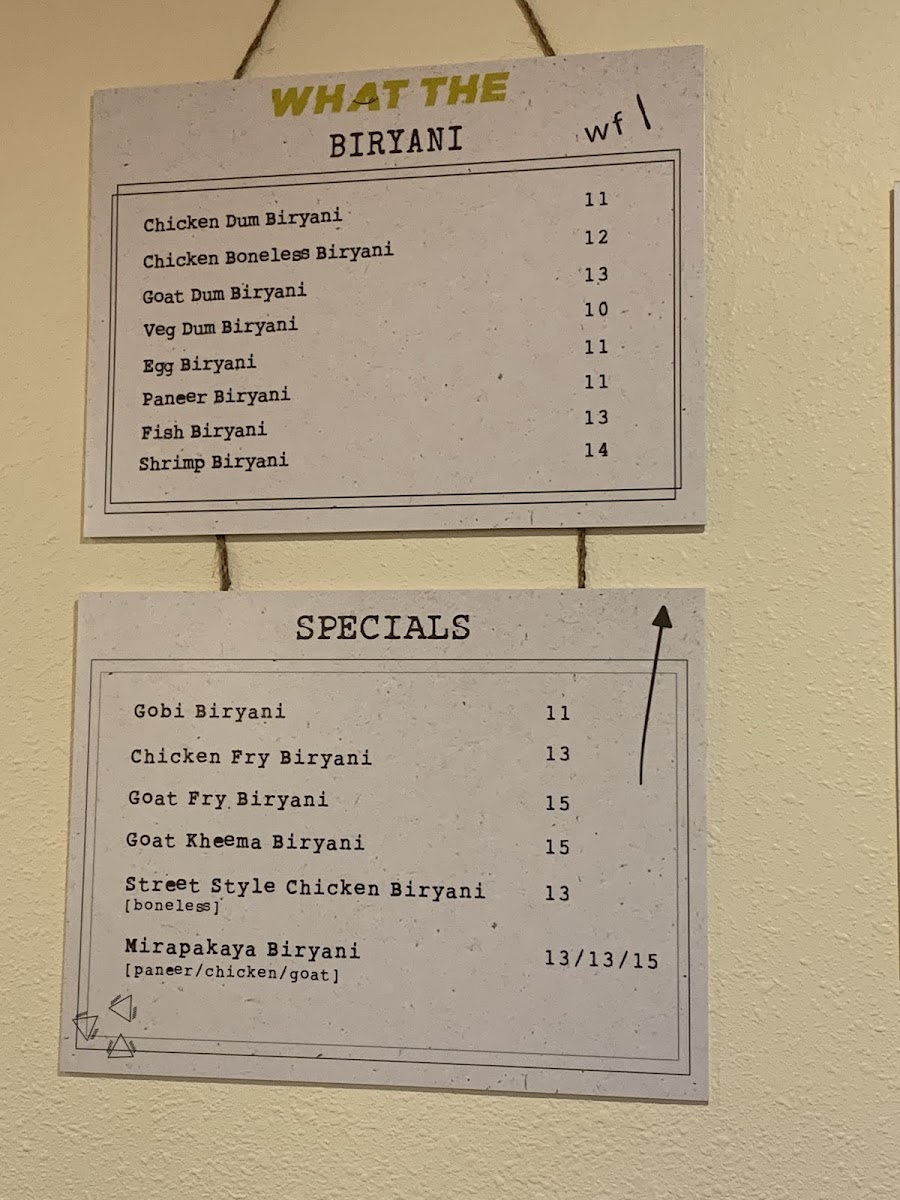 WHAT THE
BIRYANI
wf |
Chicken Dum Biryani 11
Chicken Boneless Biryani 12
Goat Dum Biryani 13
Veg Dum Biryani 10
Egg Biryani 11
Paneer Biryani 11
Fish Biryani 13
Shrimp Biryani 14
SPECIALS
Gobi Biryani 11
Chicken Fry Biryani 13
Goat Fry Biryani 15
Goat Kheema Biryani 15
Street Style Chicken Biryani 13
[boneless]
Mirapakaya Biryani 13/13/15
[paneer/chicken/goat]